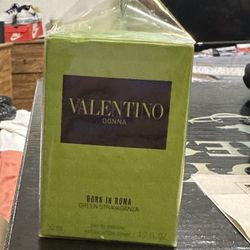 VALENTINO
DONNA
BORN IN ROMA
GREEN STRAVAGANZA
1.7 FL.OZ